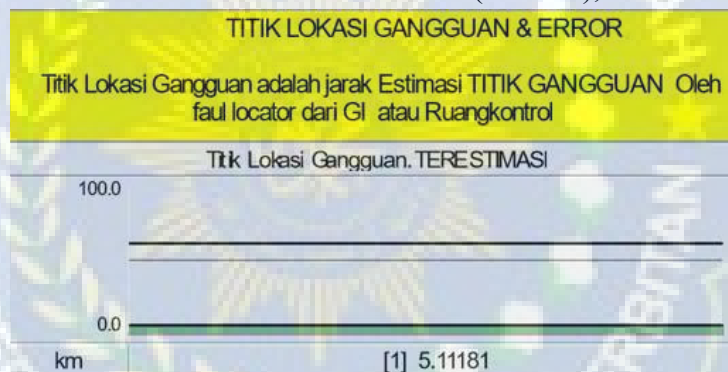 TITIK LOKASI GANGGUAN & ERROR
Titik Lokasi Gangguan adalah jarak Estimasi TITIK GANGGUAN Oleh
faul locator dari GI atau Ruangkontrol
Titik Lokasi Gangguan. TERESTIMASI
100.0
0.0
km [1] 5.11181